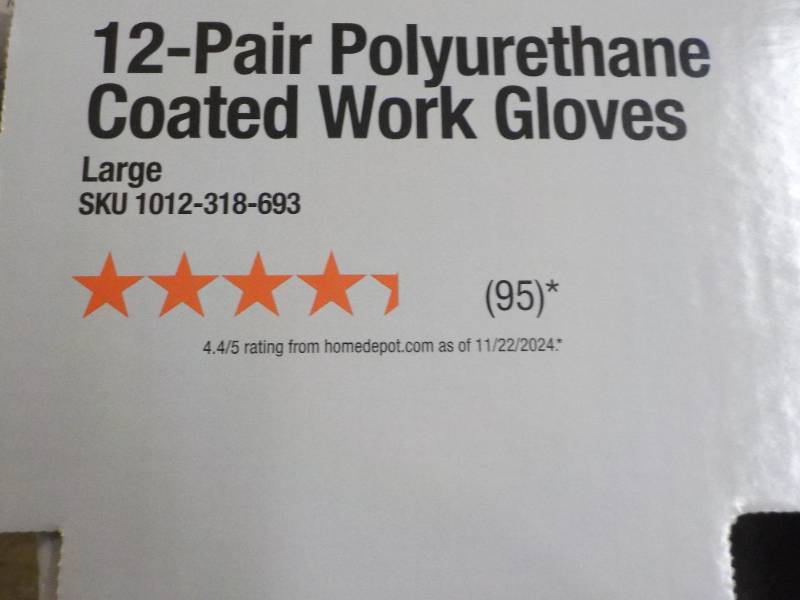 12-Pair Polyurethane
Coated Work Gloves
Large
SKU 1012-318-693
(95)*
4.4/5 rating from homedepot.com as of 11/22/2024.*